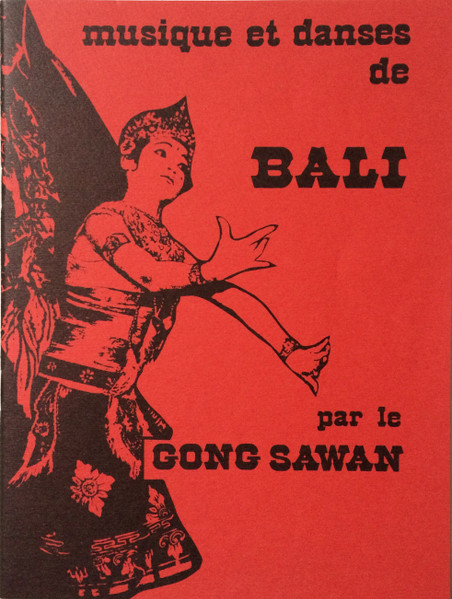 musique et danses
de
BALI
par le
GONG SAWAN